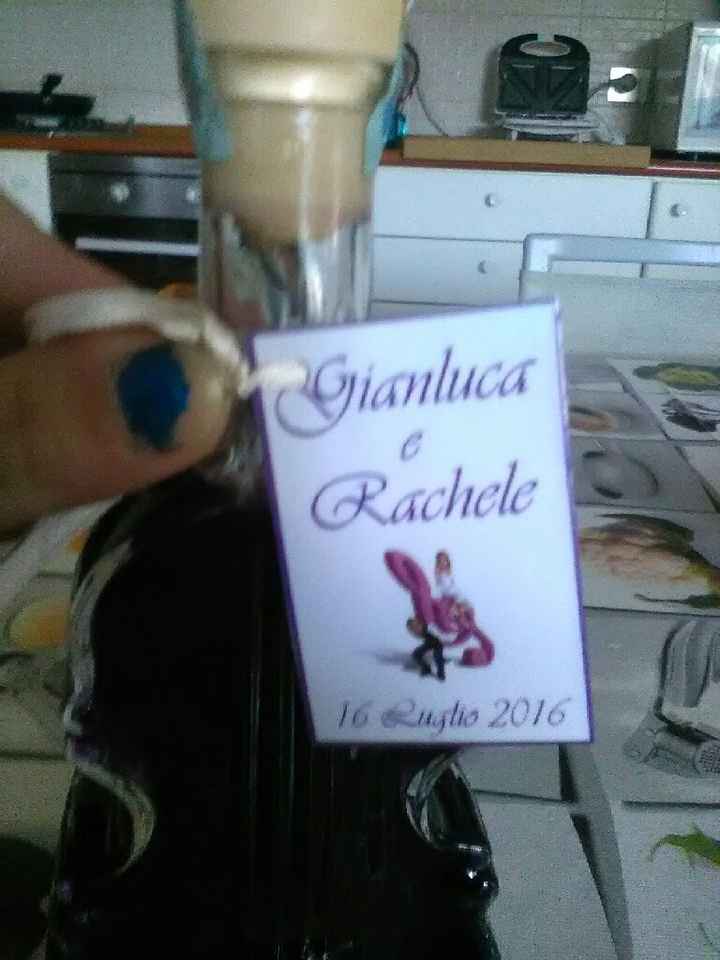 Gianluca
e
Rachele
16 Luglio 2016